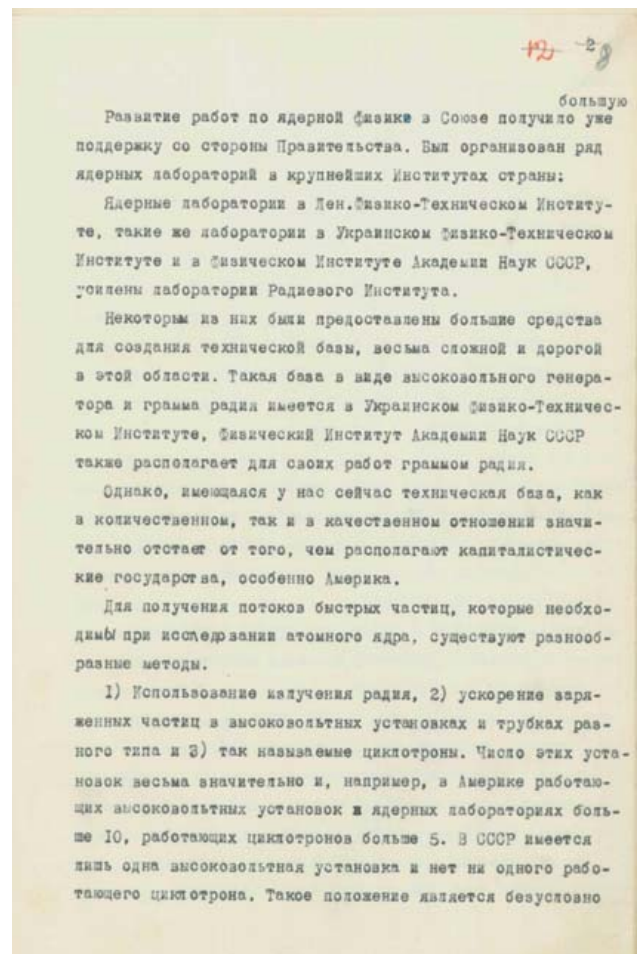 12 2 8
большую
Развитие работ по ядерной физике в Союзе получило уже
поддержку со стороны Правительства. Был организован ряд
ядерных лабораторий в крупнейших Институтах страны:
Ядерные лаборатории в Лен.Физико-Техническом Институ-
те, такие же лаборатории в Украинском Физико-Техническом
Институте и в Физическом Институте Академии Наук СССР,
усилены лаборатории Радиевого Института.
Некоторым из них были предоставлены большие средства
для создания технической базы, весьма сложной и дорогой
в этой области. Такая база в виде высоковольного генера-
тора и грамма радия имеется в Украинском Физико-Техничес-
ком Институте, Физический Институт Академии Наук СССР
также располагает для своих работ граммом радия.
Однако, имеющаяся у нас сейчас техническая база, как
в количественном, так и в качественном отношении значи-
тельно отстает от того, чем располагают капиталистичес-
кие государства, особенно Америка.
Для получения потоков быстрых частиц, которые необхо-
димы при исследовании атомного ядра, существуют разнооб-
разные методы.
1) Использование излучения радия, 2) ускорение заря-
женных частиц в высоковольтных установках и трубках раз-
ного типа и 3) так называемые циклотроны. Число этих уста-
новок весьма значительно и, например, в Америке работаю-
щих высоковольтных установок в ядерных лабораториях боль-
ше 10, работающих циклотронов больше 5. В СССР имеется
лишь одна высоковольтная установка и нет ни одного рабо-
тающего циклотрона. Такое положение является безусловно